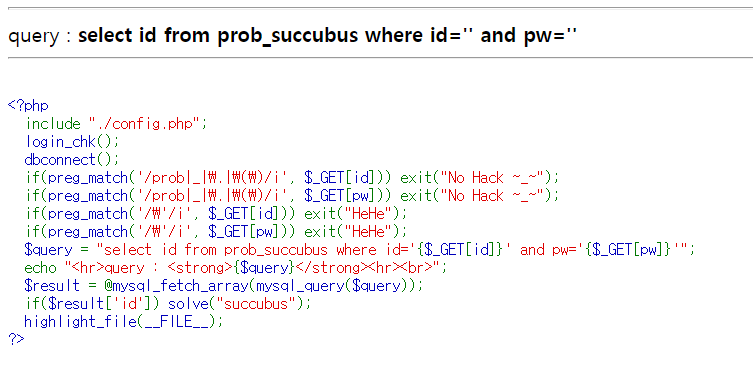 query : select id from prob_succubus where id='' and pw=''
<?php
include "./config.php";
login_chk();
dbconnect();
if(preg_match('/prob|_|₩.|₩(₩)/i', $_GET[id])) exit("No Hack ~_~");
if(preg_match('/prob|_|₩.|₩(₩)/i', $_GET[pw])) exit("No Hack ~_~");
if(preg_match('/₩'/i', $_GET[id])) exit("HeHe");
if(preg_match('/₩'/i', $_GET[pw])) exit("HeHe");
$query = "select id from prob_succubus where id='{$_GET[id]}' and pw='{$_GET[pw]}'";
echo "<hr>query : <strong>{$query}</strong><hr><br>";
$result = @mysql_fetch_array(mysql_query($query));
if($result['id']) solve("succubus");
highlight_file(__FILE__);
?>